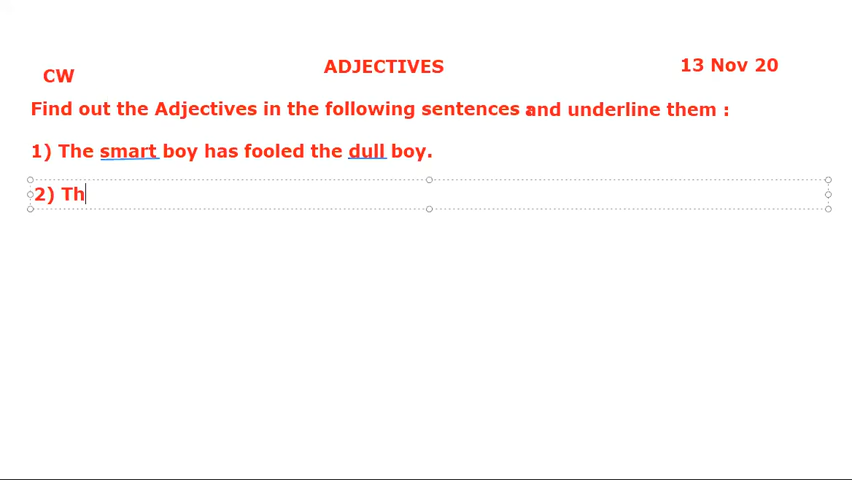 CW ADJECTIVES 13 Nov 20
Find out the Adjectives in the following sentences and underline them :
1) The smart boy has fooled the dull boy.
2) Th